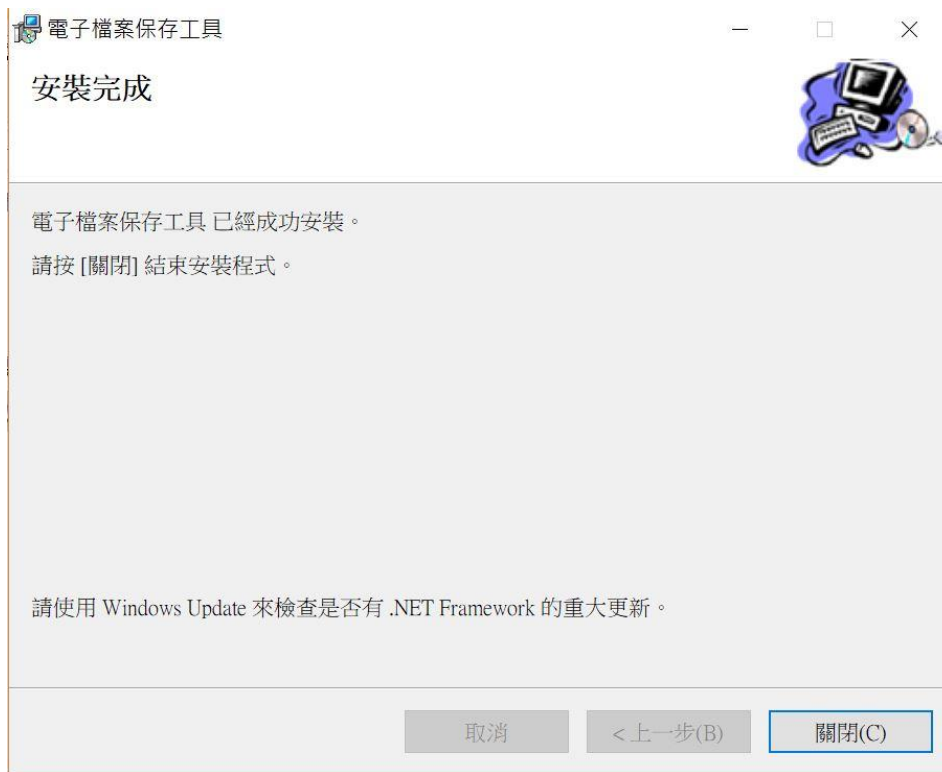 電子檔案保存工具
安裝完成
電子檔案保存工具 已經成功安裝。
請按 [關閉] 結束安裝程式。
請使用 Windows Update 來檢查是否有 .NET Framework 的重大更新。
取消
< 上一步(B)
關閉(C)